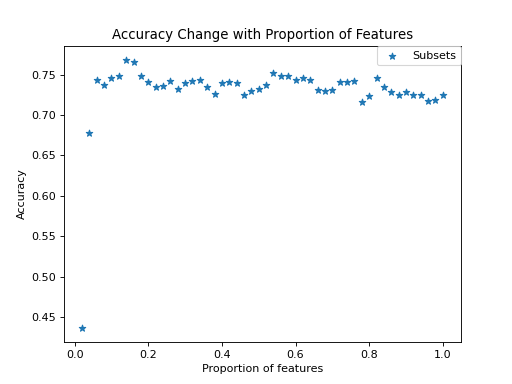 Accuracy Change with Proportion of Features
Subsets
Accuracy
0.75
0.70
0.65
0.60
0.55
0.50
0.45
0.0 0.2 0.4 0.6 0.8 1.0
Proportion of features